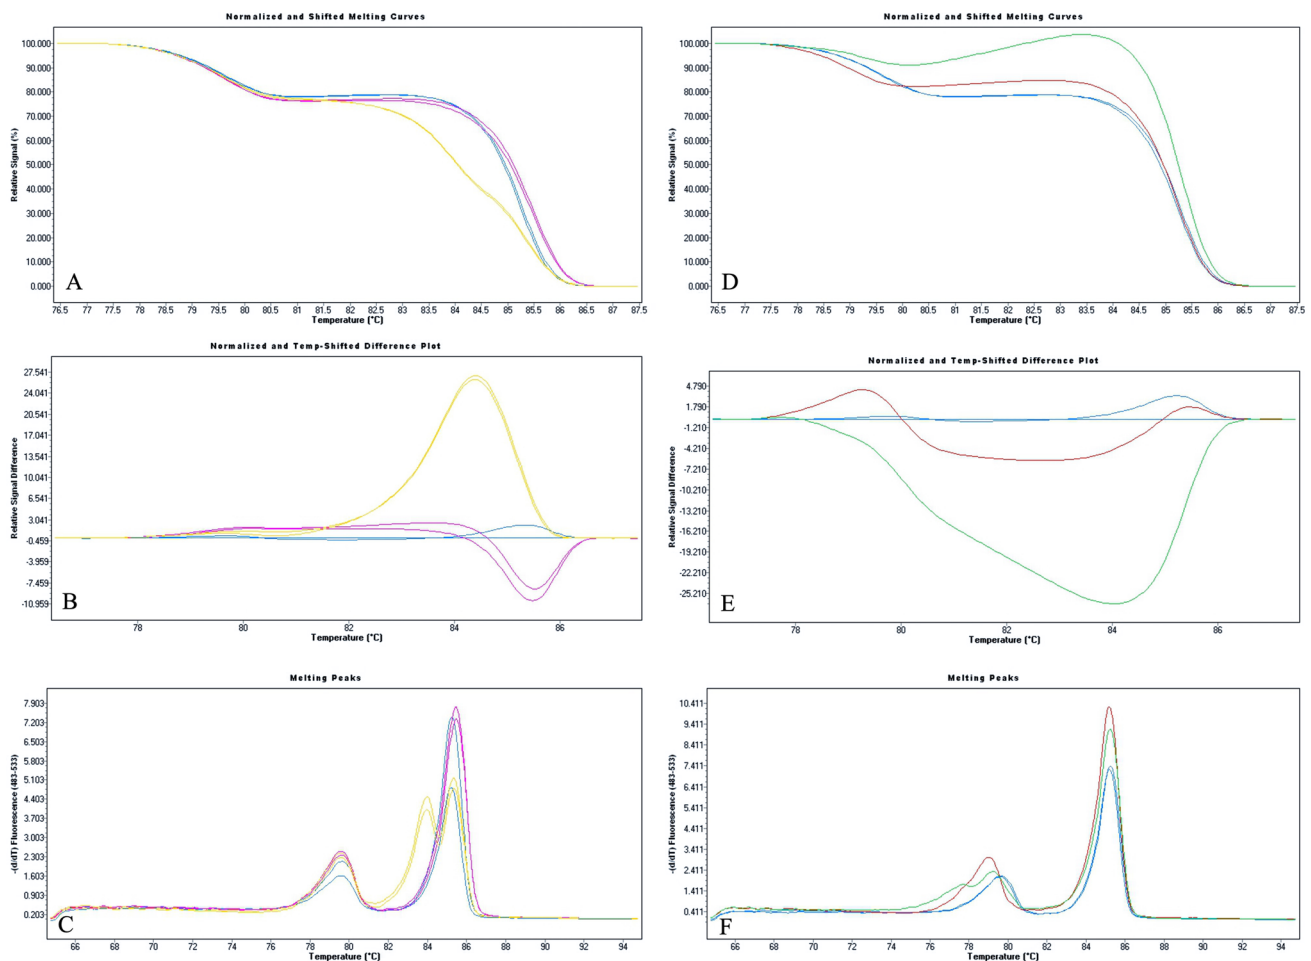 Normalized and Shifted Melting Curves
Relative Signal (%)
100.000
90.000
80.000
70.000
60.000
50.000
40.000
30.000
20.000
10.000
0.000
A
76.5 77 77.5 78 78.5 79 79.5 80 80.5 81 81.5 82 82.5 83 83.5 84 84.5 85 85.5 86 86.5 87 87.5
Temperature (°C)
Normalized and Temp-Shifted Difference Plot
Relative Signal Difference
27.541
24.041
20.541
17.041
13.541
10.041
6.541
3.041
-0.459
-3.959
-7.459
-10.959
B
78 80 82 84 86
Temperature (°C)
Melting Peaks
-(d/dT) Fluorescence (483-533)
7.903
7.203
6.503
5.803
5.103
4.403
3.703
3.003
2.303
1.603
0.903
0.203
C
66 68 70 72 74 76 78 80 82 84 86 88 90 92 94
Temperature (°C)
Normalized and Shifted Melting Curves
Relative Signal (%)
100.000
90.000
80.000
70.000
60.000
50.000
40.000
30.000
20.000
10.000
0.000
D
76.5 77 77.5 78 78.5 79 79.5 80 80.5 81 81.5 82 82.5 83 83.5 84 84.5 85 85.5 86 86.5 87 87.5
Temperature (°C)
Normalized and Temp-Shifted Difference Plot
Relative Signal Difference
4.790
1.790
-1.210
-4.210
-7.210
-10.210
-13.210
-16.210
-19.210
-22.210
-25.210
E
78 80 82 84 86
Temperature (°C)
Melting Peaks
-(d/dT) Fluorescence (483-533)
10.411
9.411
8.411
7.411
6.411
5.411
4.411
3.411
2.411
1.411
0.411
F
66 68 70 72 74 76 78 80 82 84 86 88 90 92 94
Temperature (°C)